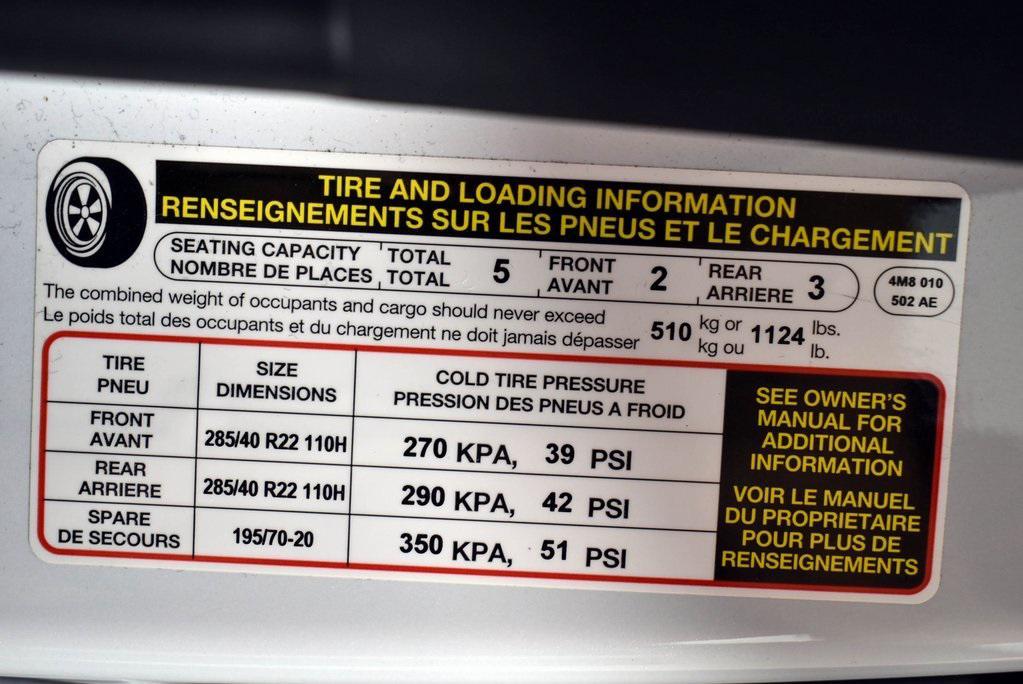 TIRE AND LOADING INFORMATION
RENSEIGNEMENTS SUR LES PNEUS ET LE CHARGEMENT
SEATING CAPACITY TOTAL 5 FRONT 2 REAR 3
NOMBRE DE PLACES TOTAL AVANT ARRIERE
4M8 010
502 AE
The combined weight of occupants and cargo should never exceed 510 kg or 1124 lbs.
Le poids total des occupants et du chargement ne doit jamais dépasser kg ou lb.
TIRE SIZE COLD TIRE PRESSURE
PNEU DIMENSIONS PRESSION DES PNEUS A FROID
FRONT
AVANT 285/40 R22 110H 270 KPA, 39 PSI
REAR
ARRIERE 285/40 R22 110H 290 KPA, 42 PSI
SPARE
DE SECOURS 195/70-20 350 KPA, 51 PSI
SEE OWNER'S
MANUAL FOR
ADDITIONAL
INFORMATION
VOIR LE MANUEL
DU PROPRIETAIRE
POUR PLUS DE
RENSEIGNEMENTS